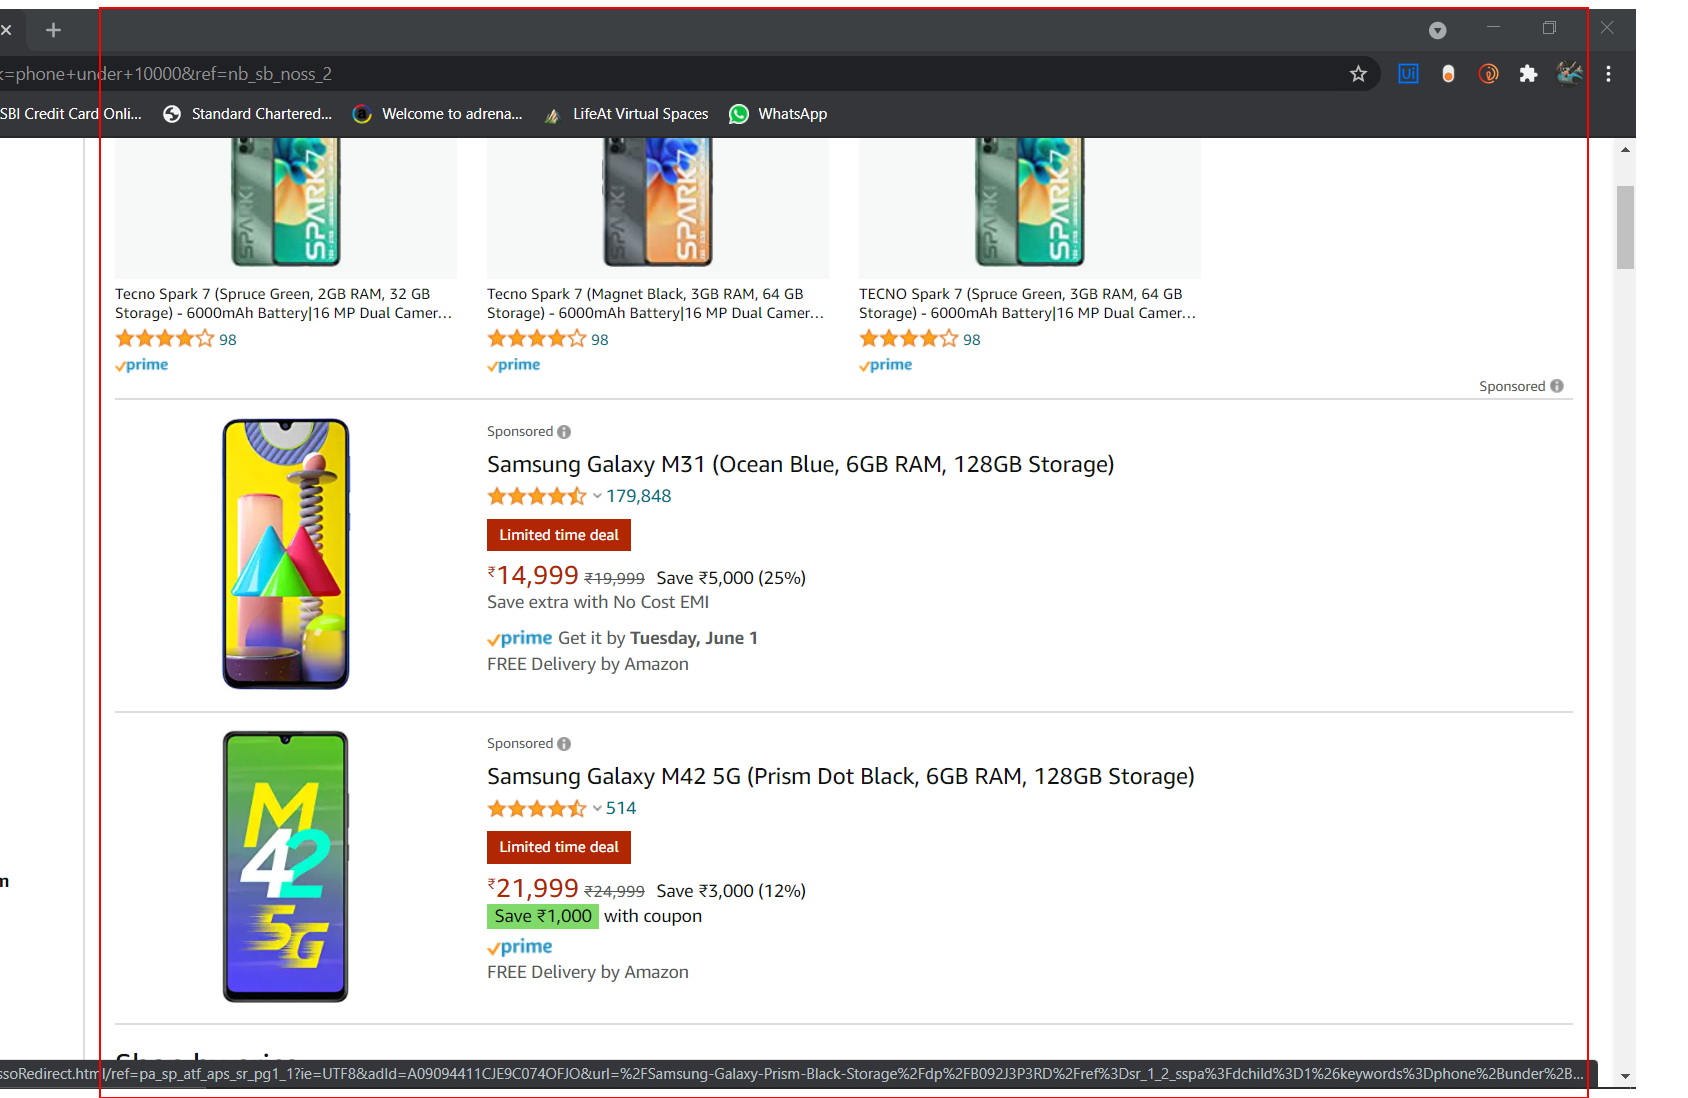 k=phone+under+10000&ref=nb_sb_noss_2
SBI Credit Card Onli... Standard Chartered... Welcome to adrena... LifeAt Virtual Spaces WhatsApp
SPARK7 SPARK7 SPARK7
Tecno Spark 7 (Spruce Green, 2GB RAM, 32 GB
Storage) - 6000mAh Battery|16 MP Dual Camer...
98
prime
Tecno Spark 7 (Magnet Black, 3GB RAM, 64 GB
Storage) - 6000mAh Battery|16 MP Dual Camer...
98
prime
TECNO Spark 7 (Spruce Green, 3GB RAM, 64 GB
Storage) - 6000mAh Battery|16 MP Dual Camer...
98
prime
Sponsored
Sponsored
Samsung Galaxy M31 (Ocean Blue, 6GB RAM, 128GB Storage)
179,848
Limited time deal
₹14,999 ₹19,999 Save ₹5,000 (25%)
Save extra with No Cost EMI
prime Get it by Tuesday, June 1
FREE Delivery by Amazon
M
42
5G
Sponsored
Samsung Galaxy M42 5G (Prism Dot Black, 6GB RAM, 128GB Storage)
514
Limited time deal
₹21,999 ₹24,999 Save ₹3,000 (12%)
Save ₹1,000 with coupon
prime
FREE Delivery by Amazon
m
Shop by price
ssoRedirect.html/ref=pa_sp_atf_aps_sr_pg1_1?ie=UTF8&adId=A09094411CJE9C074OFJO&url=%2FSamsung-Galaxy-Prism-Black-Storage%2Fdp%2FB092J3P3RD%2Fref%3Dsr_1_2_sspa%3Fdchild%3D1%26keywords%3Dphone%2Bunder%2B...